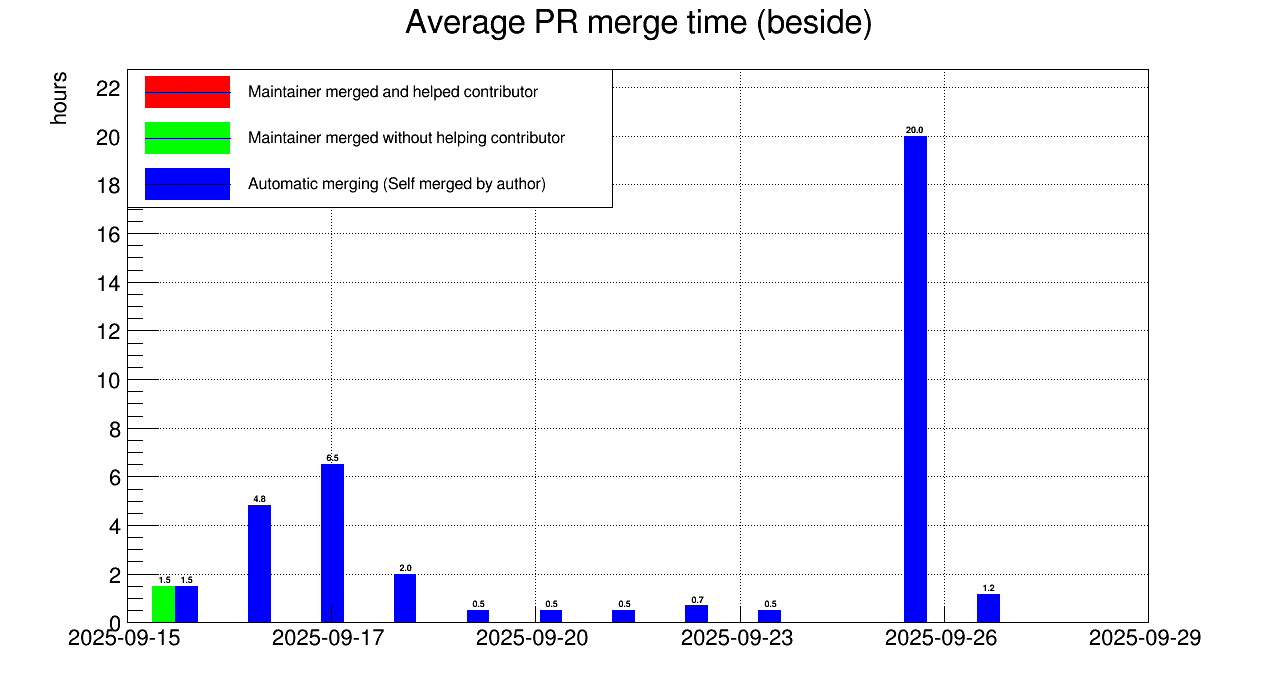 Average PR merge time (beside)
hours
22
20
18
16
14
12
10
8
6
4
2
0
Maintainer merged and helped contributor
Maintainer merged without helping contributor
Automatic merging (Self merged by author)
1.5 1.5 4.8 6.5 2.0 0.5 0.5 0.5 0.7 0.5 20.0 1.2
2025-09-15 2025-09-17 2025-09-20 2025-09-23 2025-09-26 2025-09-29